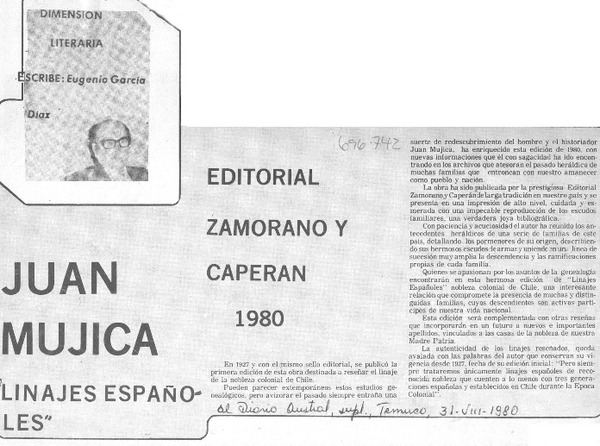 DIMENSION
LITERARIA
ESCRIBE: Eugenio García
Díaz
JUAN
MUJICA
"LINAJES ESPAÑO-
LES"
EDITORIAL
ZAMORANO Y
CAPERAN
1980
696 742
En 1927 y con el mismo sello editorial, se publicó la
primera edición de esta obra destinada a reseñar el linaje
de la nobleza colonial de Chile.
Pueden parecer extemporáneos estos estudios ge-
nealógicos, pero avizorar el pasado siempre entraña una
suerte de redescubrimiento del hombre y el historiador
Juan Mujica, ha enriquecido esta edición de 1980, con
nuevas informaciones que él con sagacidad ha ido encon-
trando en los archivos que atesoran el pasado heráldica de
muchas familias que entroncan con nuestro amanecer
como pueblo y nación.
La obra ha sido publicada por la prestigiosa Editorial
Zamorano y Caperán de larga tradición en nuestro país y se
presenta en una impresión de alto nivel, cuidada y es-
merada con una impecable reproducción de los escudos
familiares, una verdadera joya bibliográfica.
Con paciencia y acuciosidad el autor ha reunido los an-
tecedentes heráldicos de una serie de familias de este
país, detallando los pormenores de su origen, describien-
do sus hermosos escudos de armas y uniendo en un línea de
sucesión muy amplia la descendencia y las ramificaciones
propias de cada familia.
Quienes se apasionan por los asuntos de la genealogía
encontrarán en esta hermosa edición de "Linajes
Españoles" nobleza colonial de Chile, una interesante
relación que compromete la presencia de muchas y distin-
guidas familias, cuyos descendientes son activos partí-
cipes de nuestra vida nacional.
Esta edición será complementada con otras reseñas
que incorporarán en un futuro a nuevos e importantes
apellidos, vinculados a las casas de la nobleza de nuestra
Madre Patria.
La autenticidad de los linajes reseñados, queda
avalada con las palabras del autor que conservan su vi-
gencia desde 1927, fecha de su edición inicial: "Pero siem-
pre trataremos únicamente linajes españoles de reco-
nocida nobleza que cuenten a lo menos con tres genera-
ciones españolas y establecidos en Chile durante la Epoca
Colonial".
el Diario Austral, supl., Temuco, 31-VIII-1980